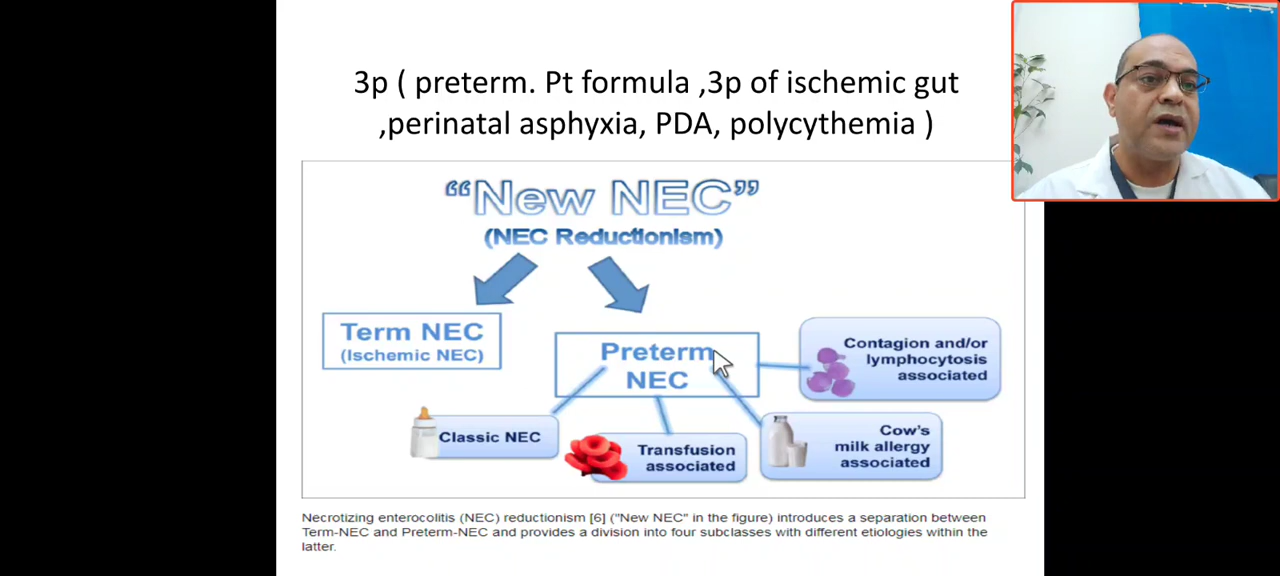 3p ( preterm. Pt formula ,3p of ischemic gut
,perinatal asphyxia, PDA, polycythemia )
“New NEC”
(NEC Reductionism)
Term NEC
(Ischemic NEC)
Preterm
NEC
Contagion and/or
lymphocytosis
associated
Classic NEC
Transfusion
associated
Cow's
milk allergy
associated
Necrotizing enterocolitis (NEC) reductionism [6] ("New NEC" in the figure) introduces a separation between
Term-NEC and Preterm-NEC and provides a division into four subclasses with different etiologies within the
latter.